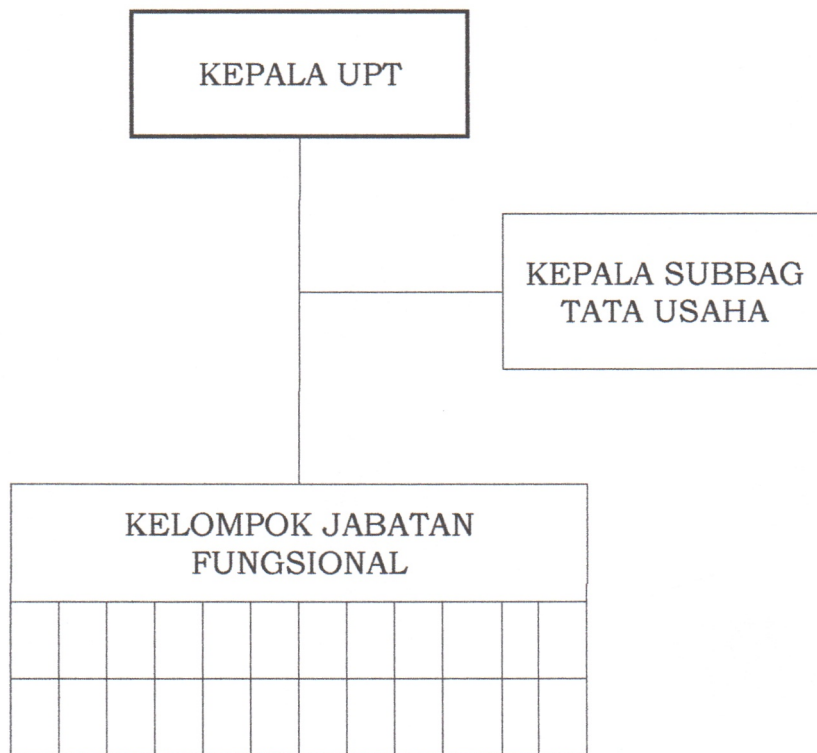 KEPALA UPT
KEPALA SUBBAG
TATA USAHA
KELOMPOK JABATAN
FUNGSIONAL